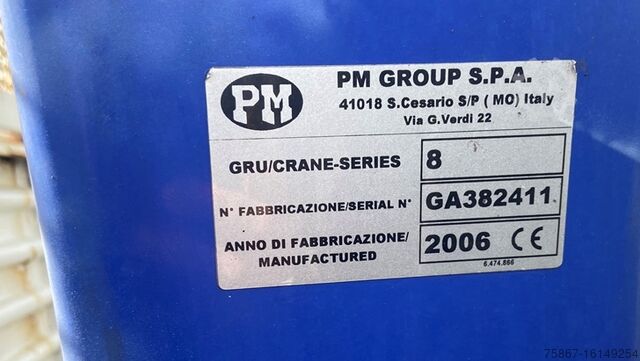 PM
PM GROUP S.P.A.
41018 S.Cesario S/P ( MO) Italy
Via G.Verdi 22
GRU/CRANE-SERIES 8
N° FABBRICAZIONE/SERIAL N° GA382411
ANNO DI FABBRICAZIONE/
MANUFACTURED 2006 CE
6.474.866
75867-16149254